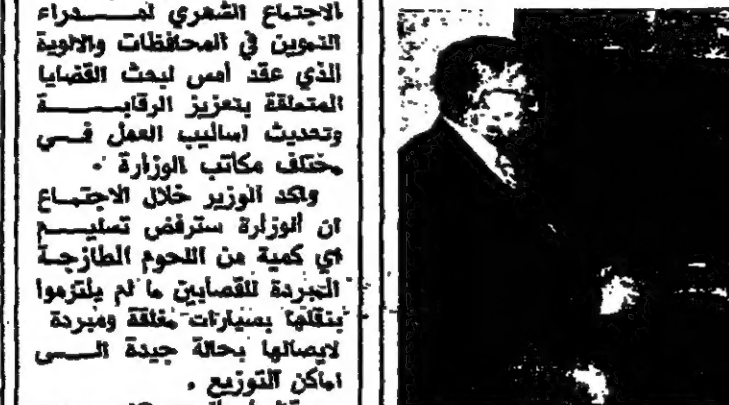 الاجتماع الشهري لمدراء
التموين في المحافظات والالوية
الذي عقد أمس لبحث القضايا
المتعلقة بتعزيز الرقابة
وتحديث اساليب العمل في
مختلف مكاتب الوزارة .
واكد الوزير خلال الاجتماع
ان الوزارة سترفض تسليم
أي كمية من اللحوم الطازجة
المبردة للقصابين ما لم يلتزموا
بنقلها بسيارات مغلقة ومبردة
لايصالها بحالة جيدة الى
اماكن التوزيع .